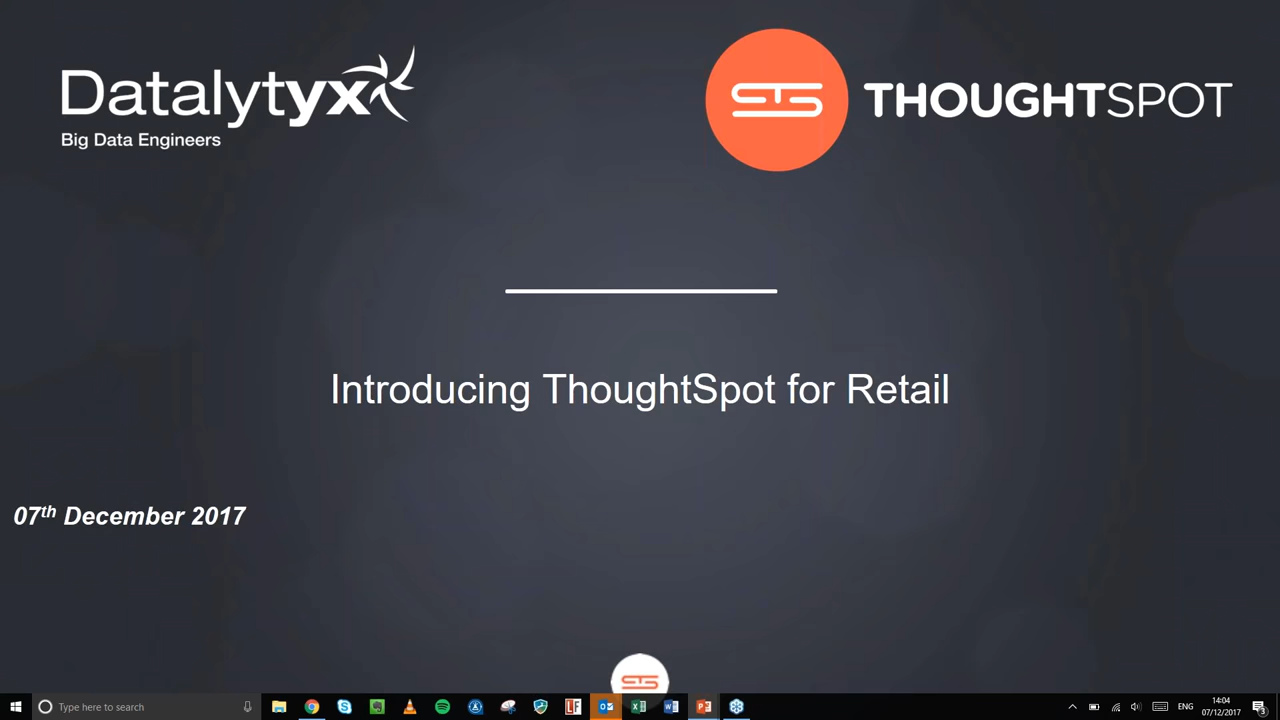 Datalytyx
Big Data Engineers
THOUGHTSPOT
Introducing ThoughtSpot for Retail
07th December 2017
Type here to search
ENG
14:04
07/12/2017